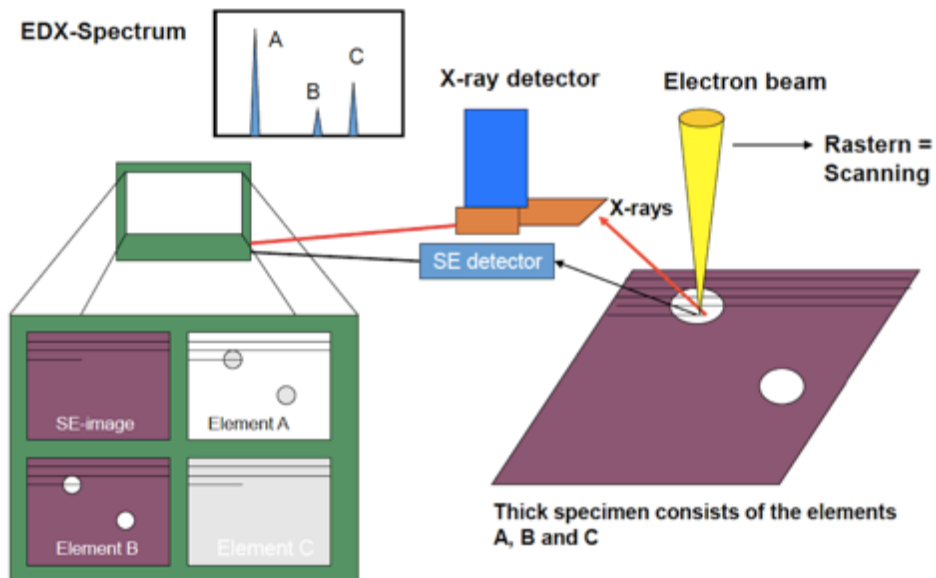 EDX-Spectrum
A
B
C
X-ray detector
Electron beam
Rastern =
Scanning
X-rays
SE detector
SE-image
Element A
Element B
Element C
Thick specimen consists of the elements
A, B and C